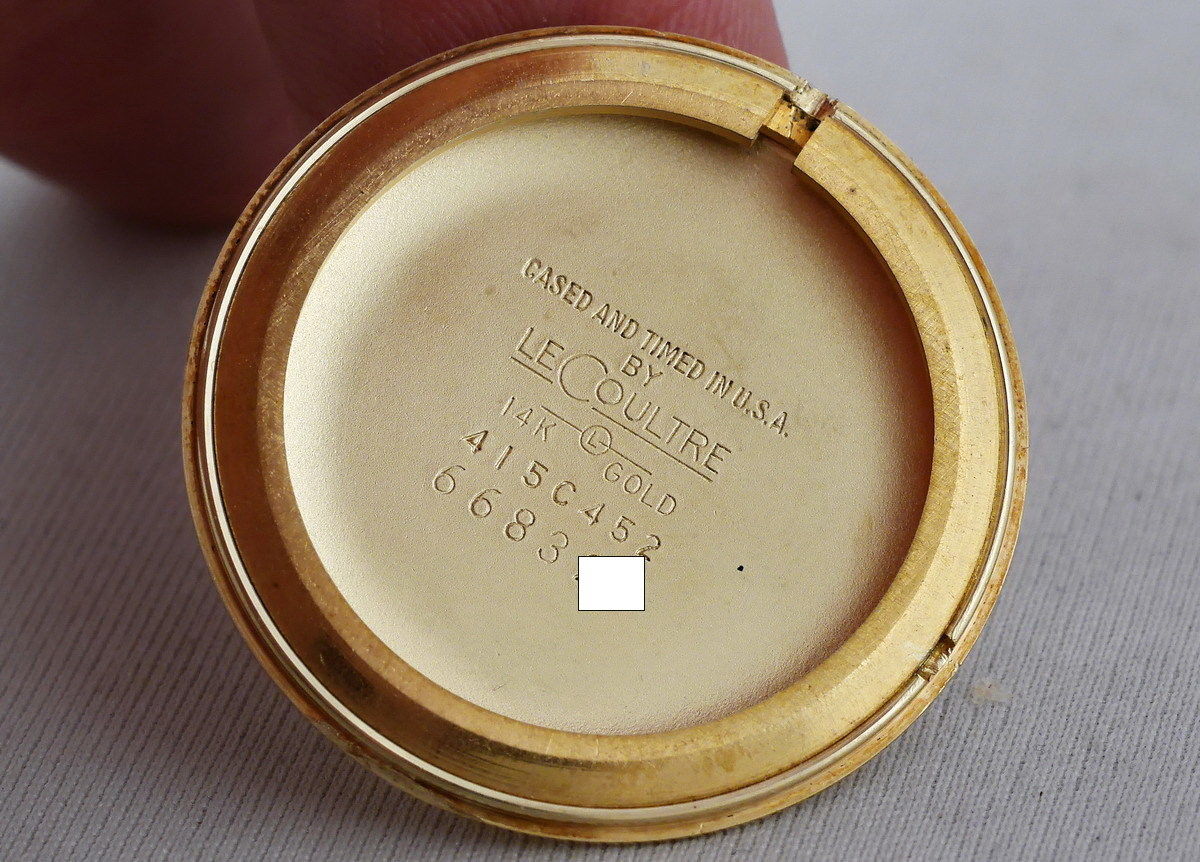 CASED AND TIMED IN U.S.A.
BY
LECOULTRE
14K L GOLD
415C452
6683